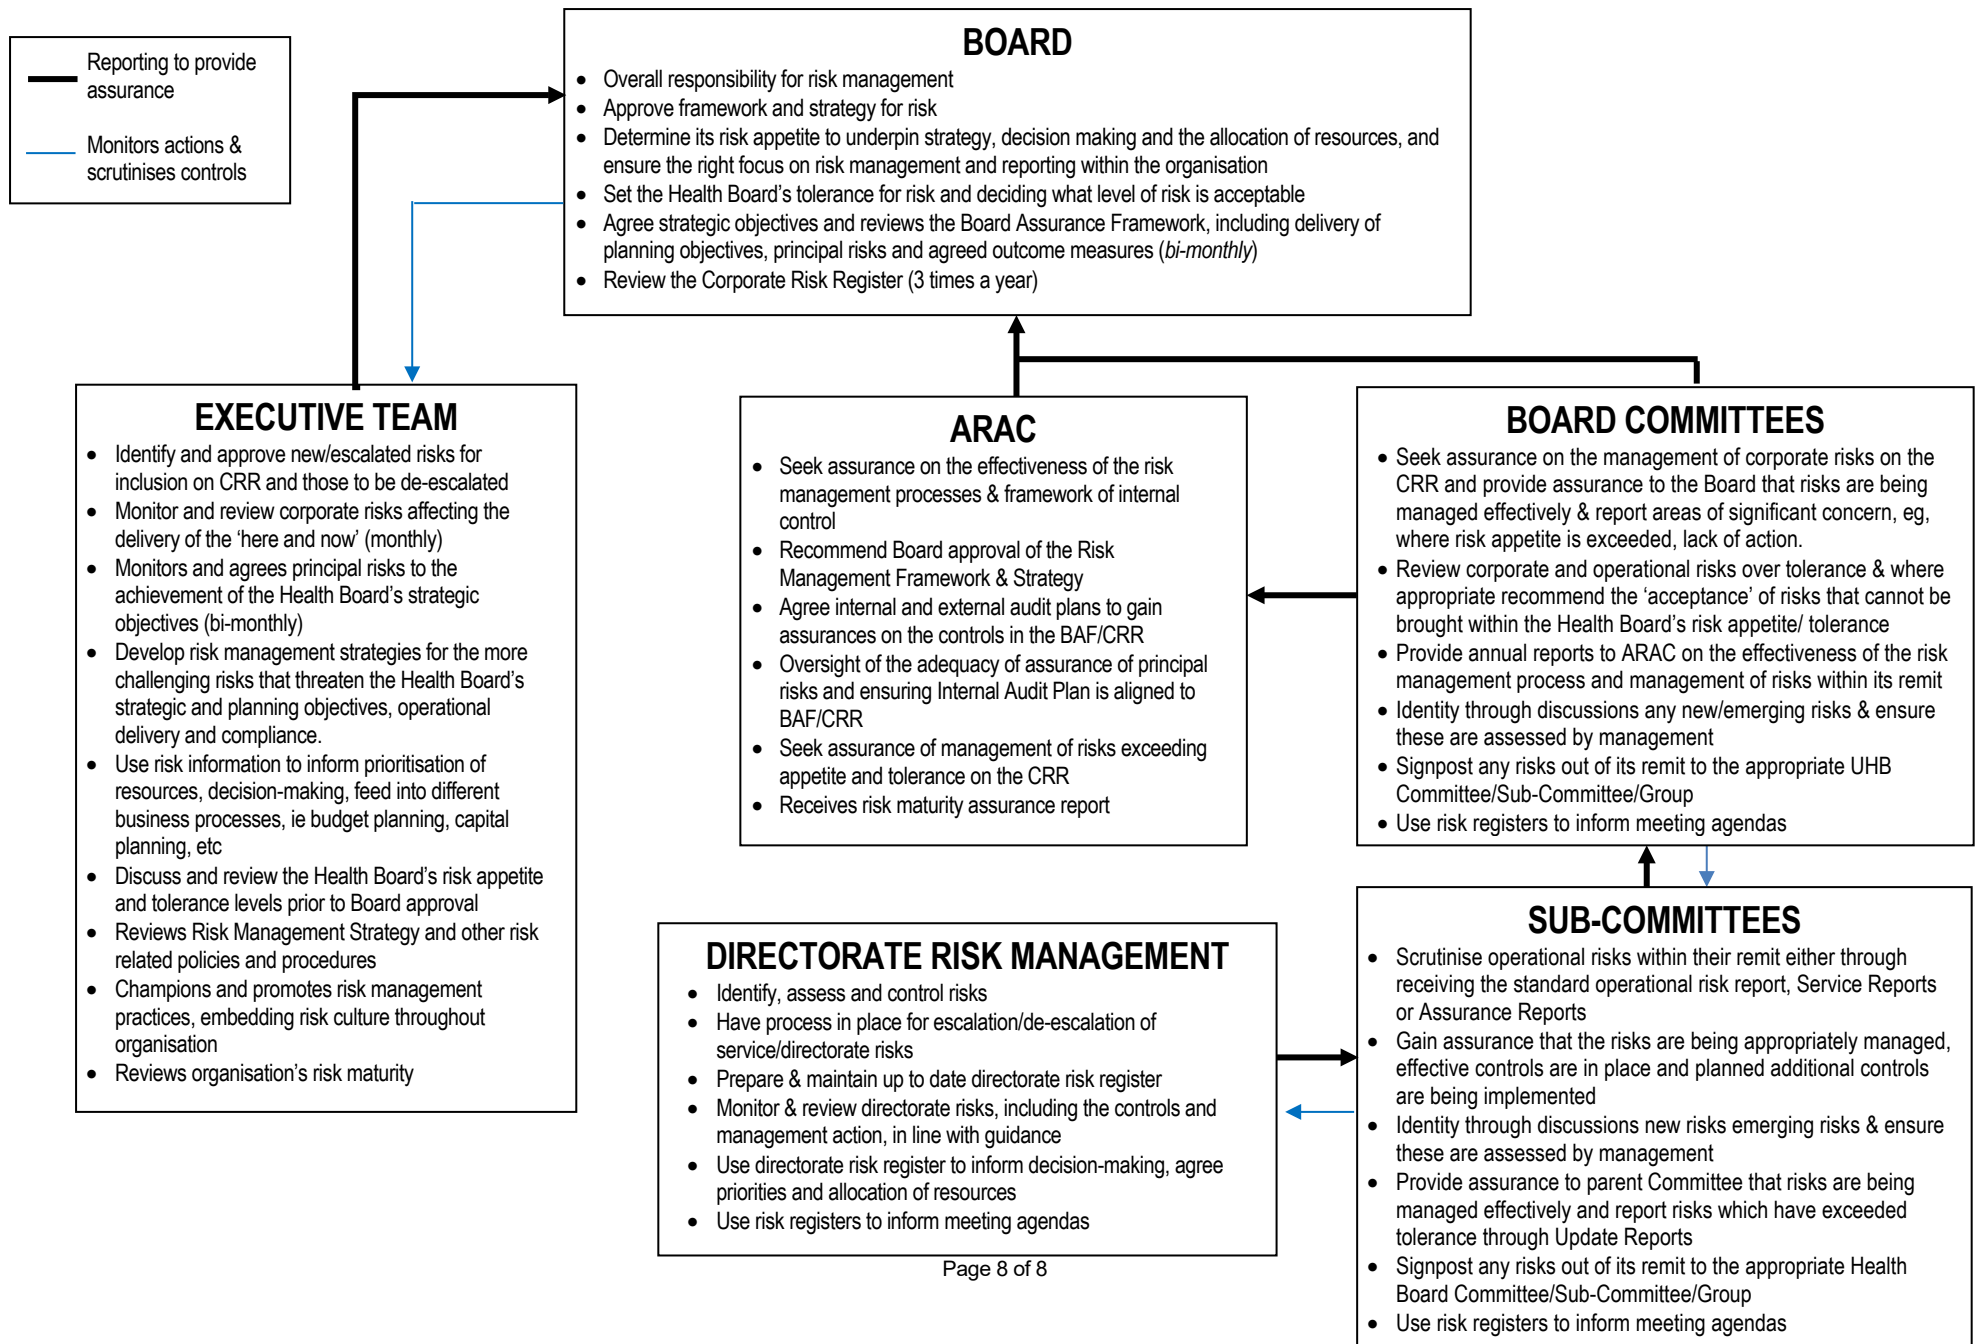 Reporting to provide
assurance
Monitors actions &
scrutinises controls
BOARD
• Overall responsibility for risk management
• Approve framework and strategy for risk
• Determine its risk appetite to underpin strategy, decision making and the allocation of resources, and
ensure the right focus on risk management and reporting within the organisation
• Set the Health Board’s tolerance for risk and deciding what level of risk is acceptable
• Agree strategic objectives and reviews the Board Assurance Framework, including delivery of
planning objectives, principal risks and agreed outcome measures (bi-monthly)
• Review the Corporate Risk Register (3 times a year)
EXECUTIVE TEAM
• Identify and approve new/escalated risks for
inclusion on CRR and those to be de-escalated
• Monitor and review corporate risks affecting the
delivery of the ‘here and now’ (monthly)
• Monitors and agrees principal risks to the
achievement of the Health Board’s strategic
objectives (bi-monthly)
• Develop risk management strategies for the more
challenging risks that threaten the Health Board’s
strategic and planning objectives, operational
delivery and compliance.
• Use risk information to inform prioritisation of
resources, decision-making, feed into different
business processes, ie budget planning, capital
planning, etc
• Discuss and review the Health Board’s risk appetite
and tolerance levels prior to Board approval
• Reviews Risk Management Strategy and other risk
related policies and procedures
• Champions and promotes risk management
practices, embedding risk culture throughout
organisation
• Reviews organisation’s risk maturity
ARAC
• Seek assurance on the effectiveness of the risk
management processes & framework of internal
control
• Recommend Board approval of the Risk
Management Framework & Strategy
• Agree internal and external audit plans to gain
assurances on the controls in the BAF/CRR
• Oversight of the adequacy of assurance of principal
risks and ensuring Internal Audit Plan is aligned to
BAF/CRR
• Seek assurance of management of risks exceeding
appetite and tolerance on the CRR
• Receives risk maturity assurance report
BOARD COMMITTEES
• Seek assurance on the management of corporate risks on the
CRR and provide assurance to the Board that risks are being
managed effectively & report areas of significant concern, eg,
where risk appetite is exceeded, lack of action.
• Review corporate and operational risks over tolerance & where
appropriate recommend the ‘acceptance’ of risks that cannot be
brought within the Health Board’s risk appetite/ tolerance
• Provide annual reports to ARAC on the effectiveness of the risk
management process and management of risks within its remit
• Identity through discussions any new/emerging risks & ensure
these are assessed by management
• Signpost any risks out of its remit to the appropriate UHB
Committee/Sub-Committee/Group
• Use risk registers to inform meeting agendas
DIRECTORATE RISK MANAGEMENT
• Identify, assess and control risks
• Have process in place for escalation/de-escalation of
service/directorate risks
• Prepare & maintain up to date directorate risk register
• Monitor & review directorate risks, including the controls and
management action, in line with guidance
• Use directorate risk register to inform decision-making, agree
priorities and allocation of resources
• Use risk registers to inform meeting agendas
SUB-COMMITTEES
• Scrutinise operational risks within their remit either through
receiving the standard operational risk report, Service Reports
or Assurance Reports
• Gain assurance that the risks are being appropriately managed,
effective controls are in place and planned additional controls
are being implemented
• Identity through discussions new risks emerging risks & ensure
these are assessed by management
• Provide assurance to parent Committee that risks are being
managed effectively and report risks which have exceeded
tolerance through Update Reports
• Signpost any risks out of its remit to the appropriate Health
Board Committee/Sub-Committee/Group
• Use risk registers to inform meeting agendas
Page 8 of 8